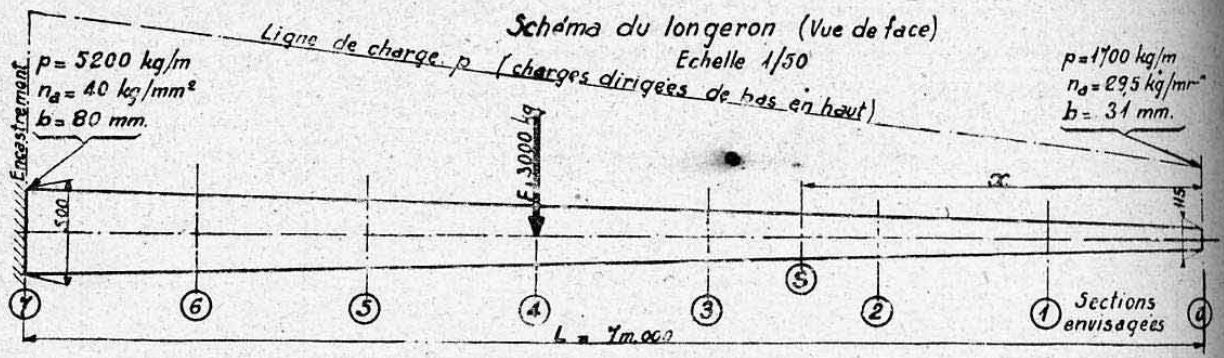 Schéma du longeron (Vue de face)
Echelle 1/50
Ligne de charge p (charges dirigées de bas en haut)
Encastrement
p = 5200 kg/m
n_a = 40 kg/mm²
b = 80 mm.
p = 1700 kg/m
n_a = 29,5 kg/mm²
b = 31 mm.
3000 kg
x
500
115
7
6
5
4
3
S
2
1
Sections
envisagées
0
L = 7m.000